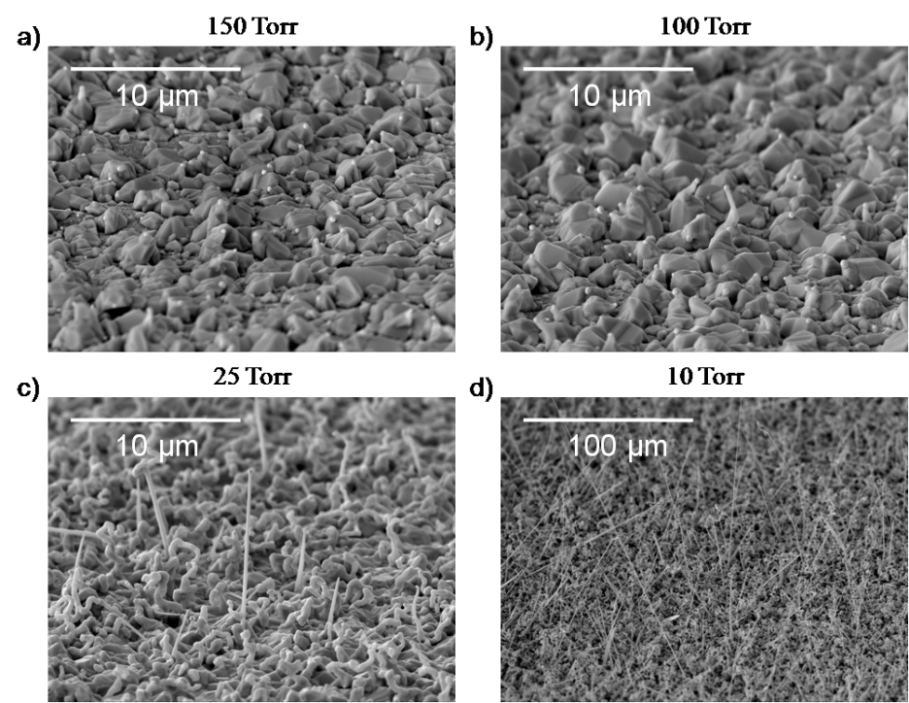 150 Torr
100 Torr
a)
b)
10 µm
10 µm
25 Torr
10 Torr
c)
d)
10 µm
100 µm